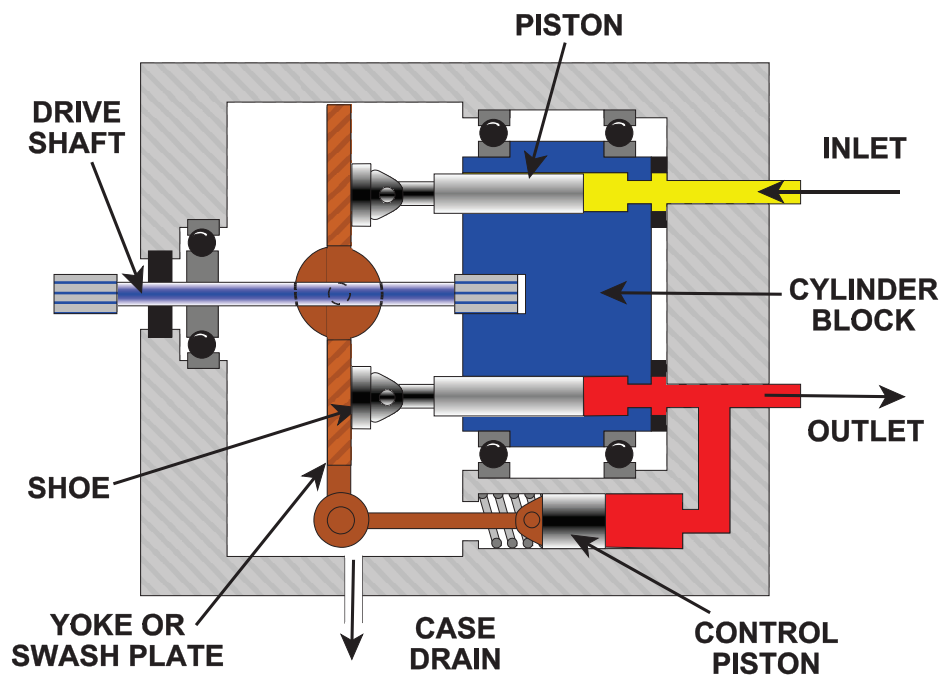 PISTON
DRIVE
SHAFT
INLET
CYLINDER
BLOCK
OUTLET
SHOE
YOKE OR
SWASH PLATE
CASE
DRAIN
CONTROL
PISTON